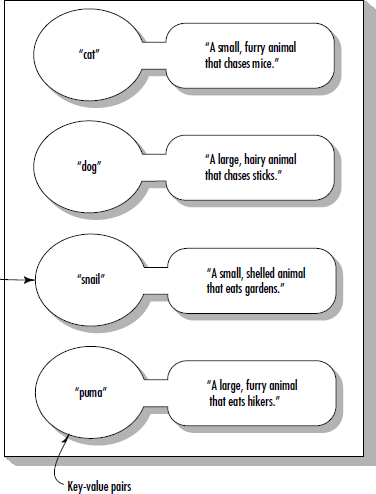 "cat"
"A small, furry animal
that chases mice."
"dog"
"A large, hairy animal
that chases sticks."
"snail"
"A small, shelled animal
that eats gardens."
"puma"
"A large, furry animal
that eats hikers."
Key-value pairs